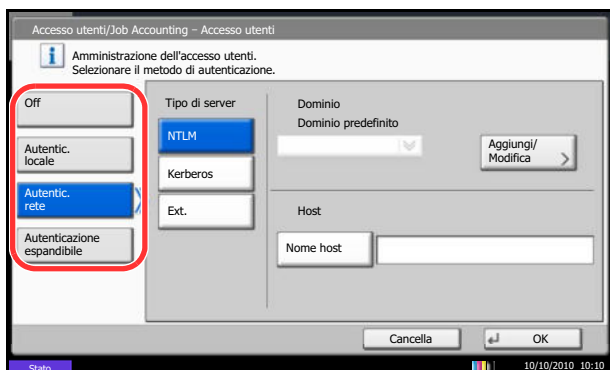 Accesso utenti/Job Accounting – Accesso utenti
Amministrazione dell'accesso utenti.
Selezionare il metodo di autenticazione.
Off
Autentic.
locale
Autentic.
rete
Autenticazione
espandibile
Tipo di server
NTLM
Kerberos
Ext.
Dominio
Dominio predefinito
Aggiungi/
Modifica
Host
Nome host
Cancella
OK
Stato
10/10/2010 10:10